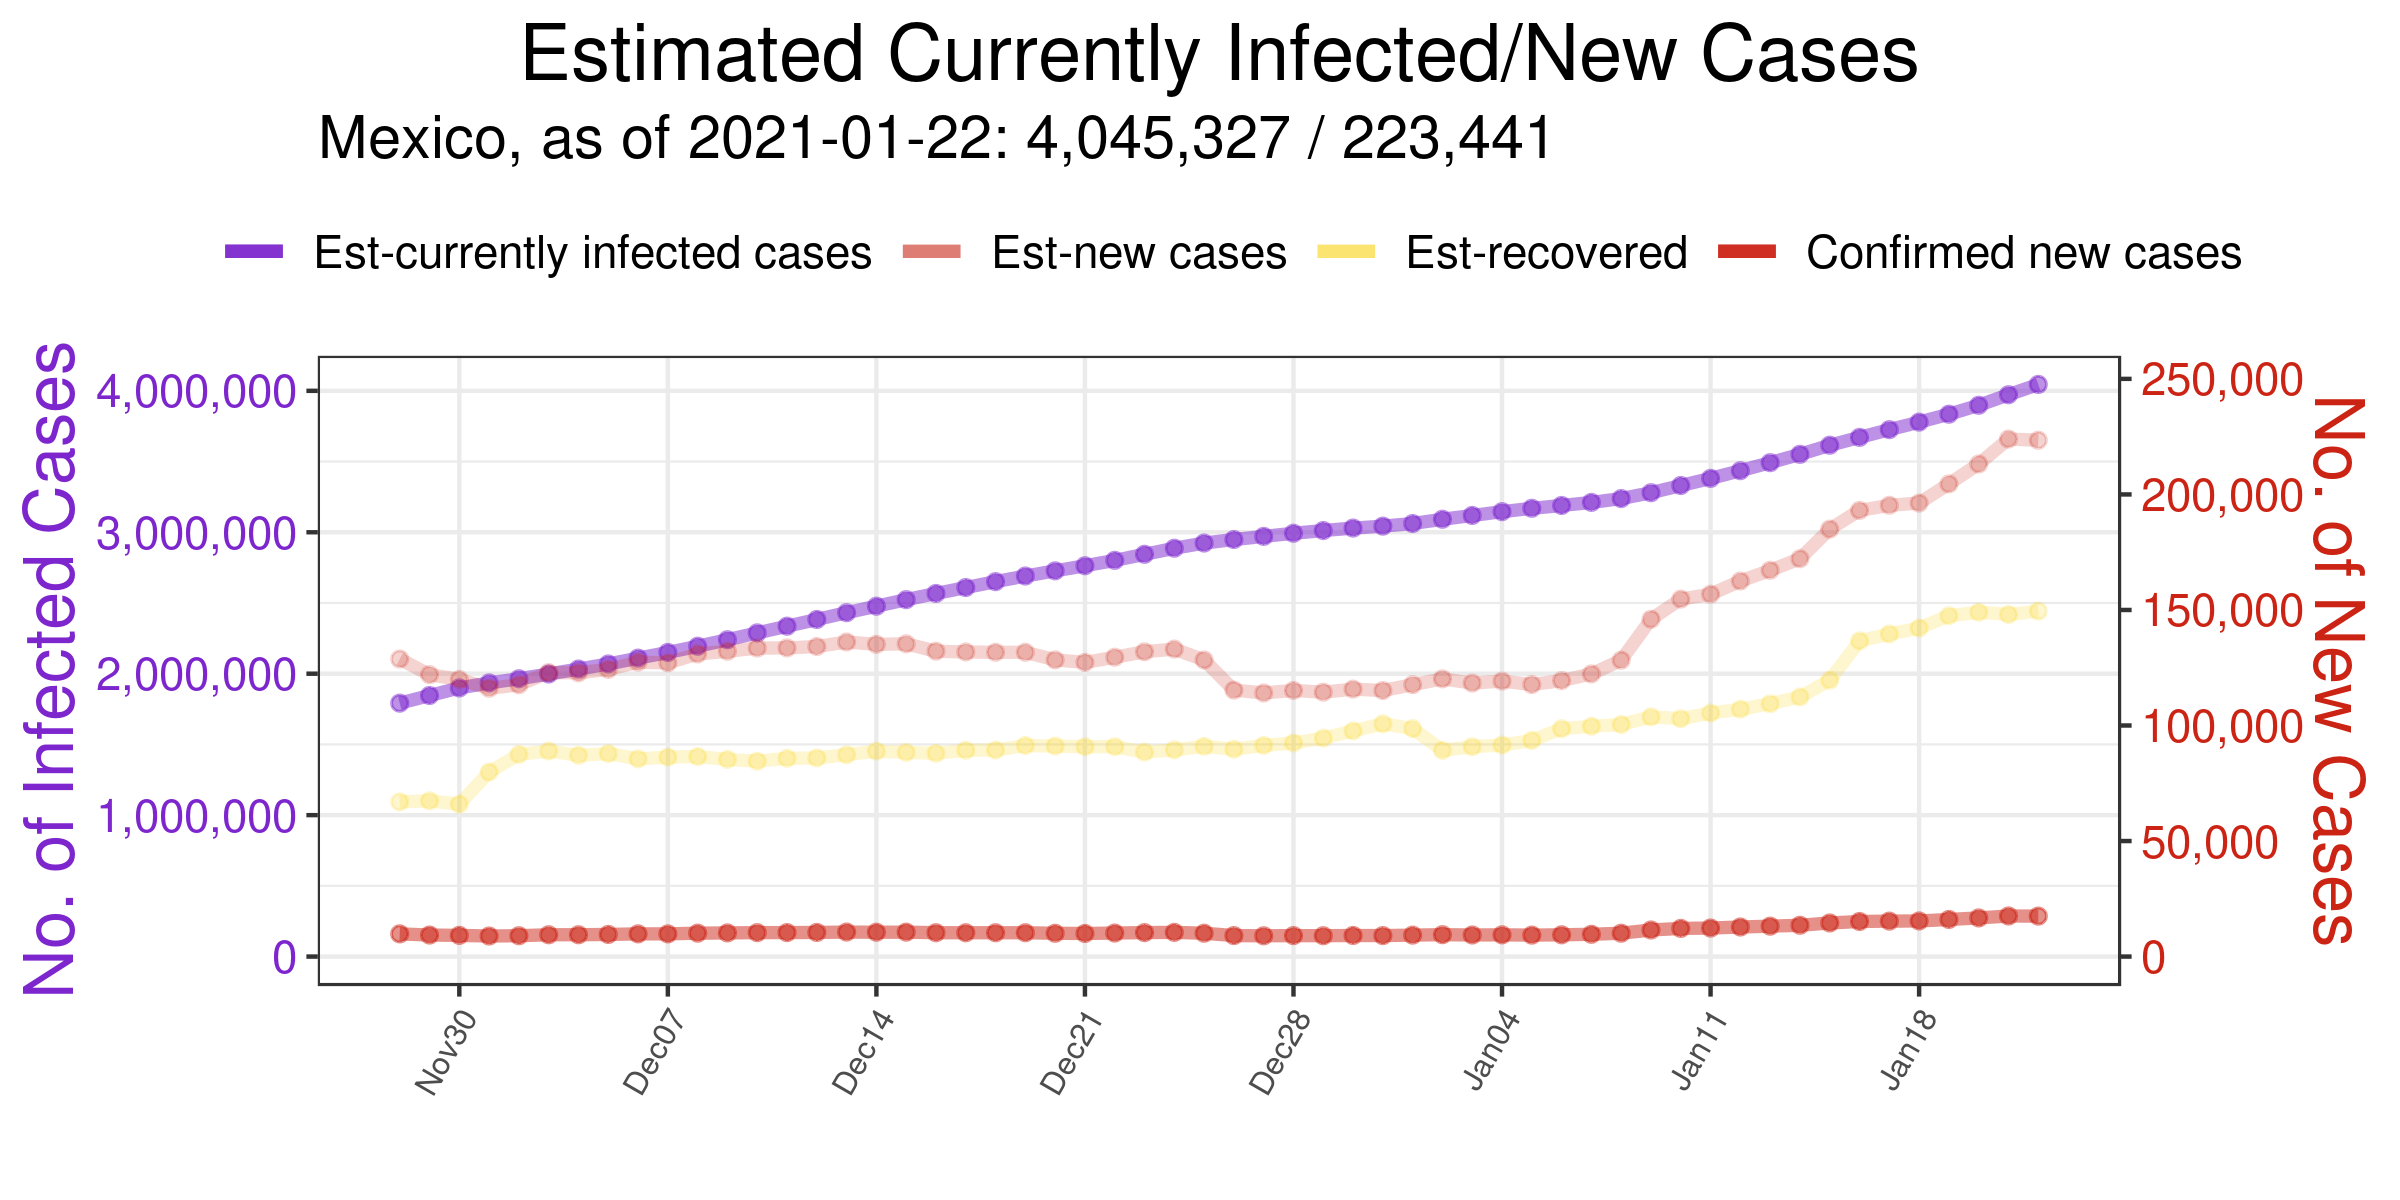 Estimated Currently Infected/New Cases
Mexico, as of 2021-01-22: 4,045,327 / 223,441
Est-currently infected cases Est-new cases Est-recovered Confirmed new cases
No. of Infected Cases
4,000,000
3,000,000
2,000,000
1,000,000
0
250,000
200,000
150,000
100,000
50,000
0
No. of New Cases
Nov30 Dec07 Dec14 Dec21 Dec28 Jan04 Jan11 Jan18